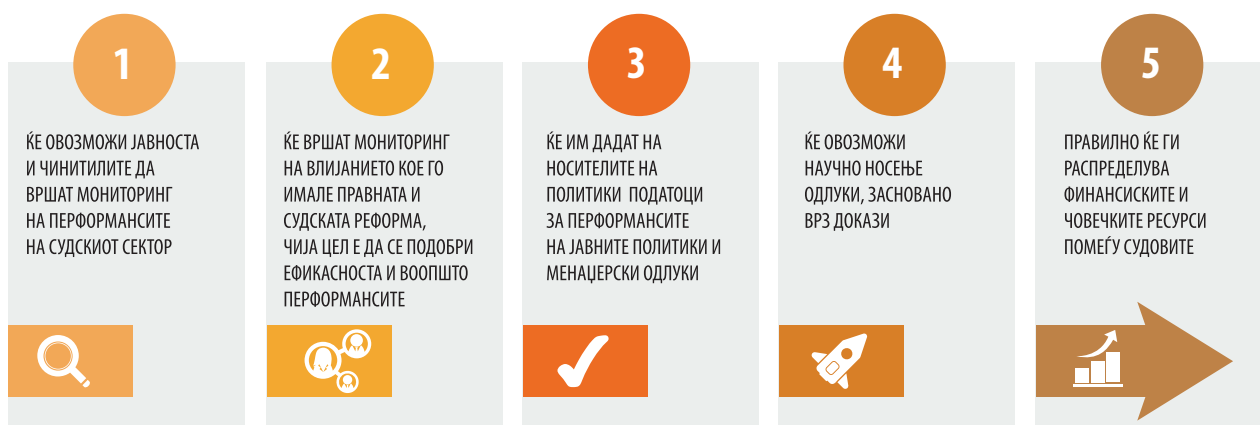 1
ЌЕ ОВОЗМОЖИ ЈАВНОСТА
И ЧИНИТИЛИТЕ ДА
ВРШАТ МОНИТОРИНГ
НА ПЕРФОРМАНСИТЕ
НА СУДСКИОТ СЕКТОР
2
ЌЕ ВРШАТ МОНИТОРИНГ
НА ВЛИЈАНИЕТО КОЕ ГО
ИМАЛЕ ПРАВНАТА И
СУДСКАТА РЕФОРМА,
ЧИЈА ЦЕЛ Е ДА СЕ ПОДОБРИ
ЕФИКАСНОСТА И ВООПШТО
ПЕРФОРМАНСИТЕ
3
ЌЕ ИМ ДАДАТ НА
НОСИТЕЛИТЕ НА
ПОЛИТИКИ ПОДАТОЦИ
ЗА ПЕРФОРМАНСИТЕ
НА ЈАВНИТЕ ПОЛИТИКИ И
МЕНАЏЕРСКИ ОДЛУКИ
4
ЌЕ ОВОЗМОЖИ
НАУЧНО НОСЕЊЕ
ОДЛУКИ, ЗАСНОВАНО
ВРЗ ДОКАЗИ
5
ПРАВИЛНО ЌЕ ГИ
РАСПРЕДЕЛУВА
ФИНАНСИСКИТЕ И
ЧОВЕЧКИТЕ РЕСУРСИ
ПОМЕЃУ СУДОВИТЕ